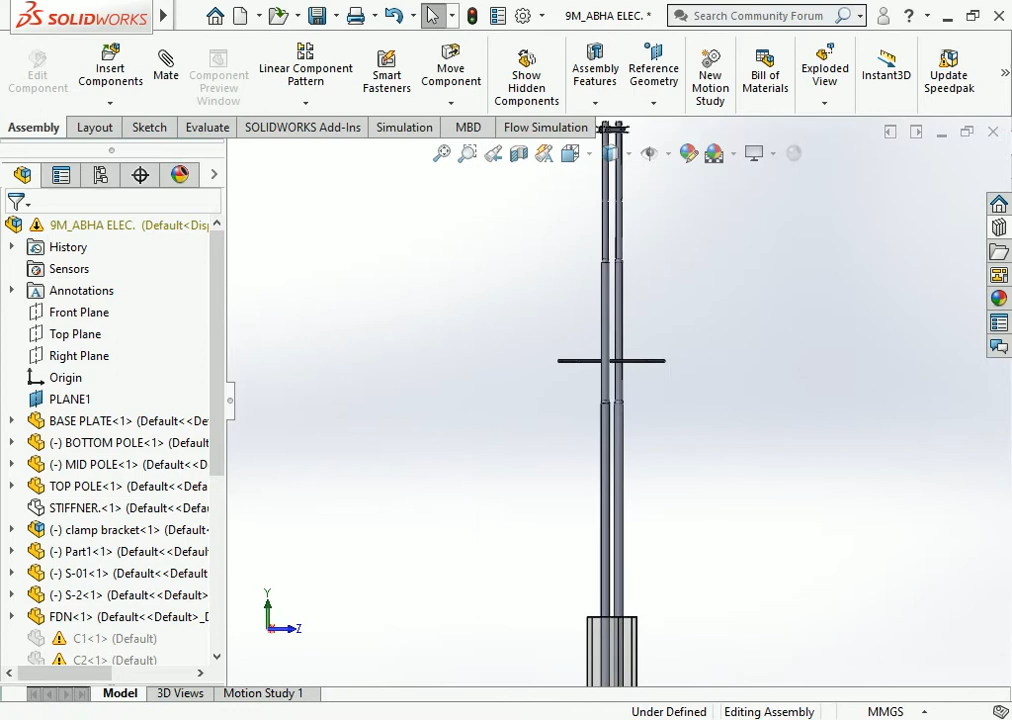 SOLIDWORKS
9M_ABHA ELEC. *
Search Community Forum
Edit Component
Insert Components
Mate
Component Preview Window
Linear Component Pattern
Smart Fasteners
Move Component
Show Hidden Components
Assembly Features
Reference Geometry
New Motion Study
Bill of Materials
Exploded View
Instant3D
Update Speedpak
Assembly
Layout
Sketch
Evaluate
SOLIDWORKS Add-Ins
Simulation
MBD
Flow Simulation
9M_ABHA ELEC. (Default<Disp
History
Sensors
Annotations
Front Plane
Top Plane
Right Plane
Origin
PLANE1
BASE PLATE<1> (Default<<De
(-) BOTTOM POLE<1> (Default
(-) MID POLE<1> (Default<<D
TOP POLE<1> (Default<<Def
STIFFNER.<1> (Default<<Def
(-) clamp bracket<1> (Default<
(-) Part1<1> (Default<<Default
(-) S-01<1> (Default<<Default>
(-) S-2<1> (Default<<Default>
FDN<1> (Default<<Default>_D
C1<1> (Default)
C2<1> (Default)
Y
Z
Model
3D Views
Motion Study 1
Under Defined
Editing Assembly
MMGS